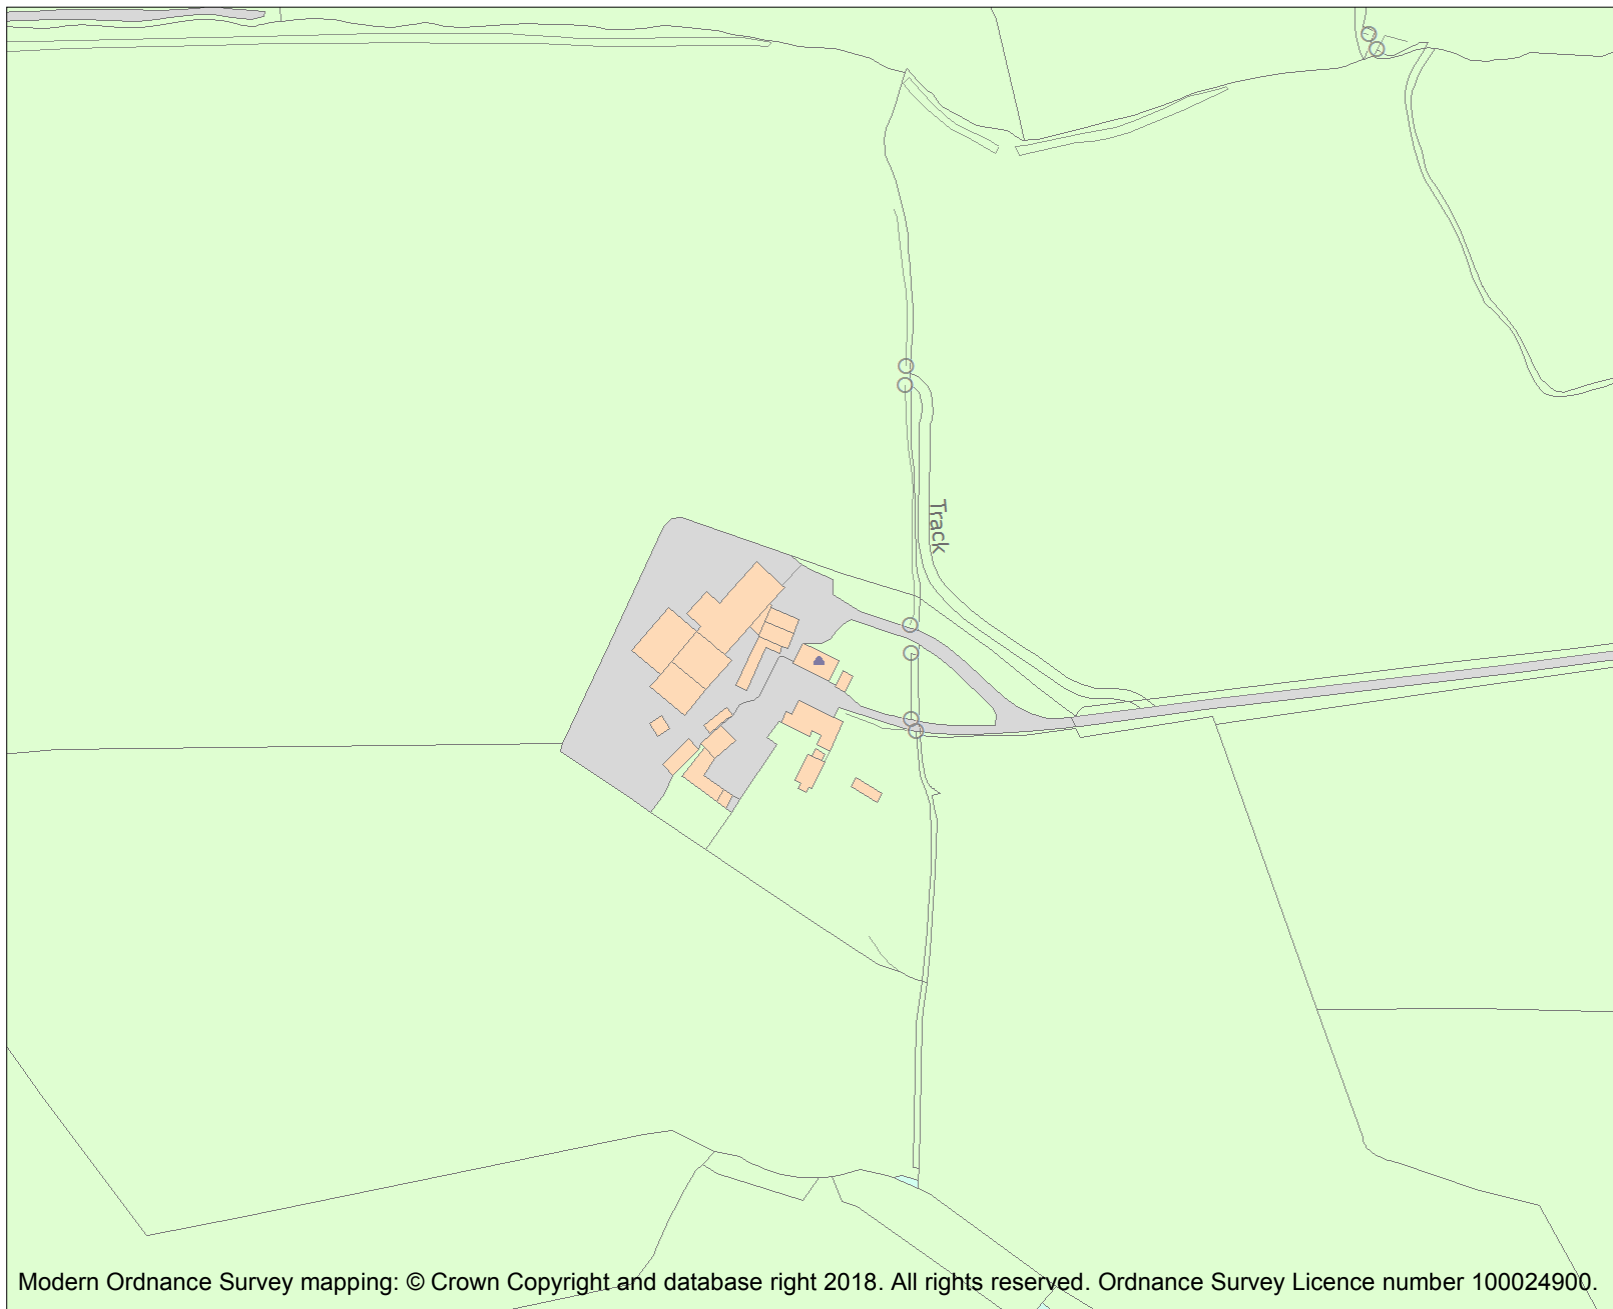 Track
Modern Ordnance Survey mapping: © Crown Copyright and database right 2018. All rights reserved. Ordnance Survey Licence number 100024900.